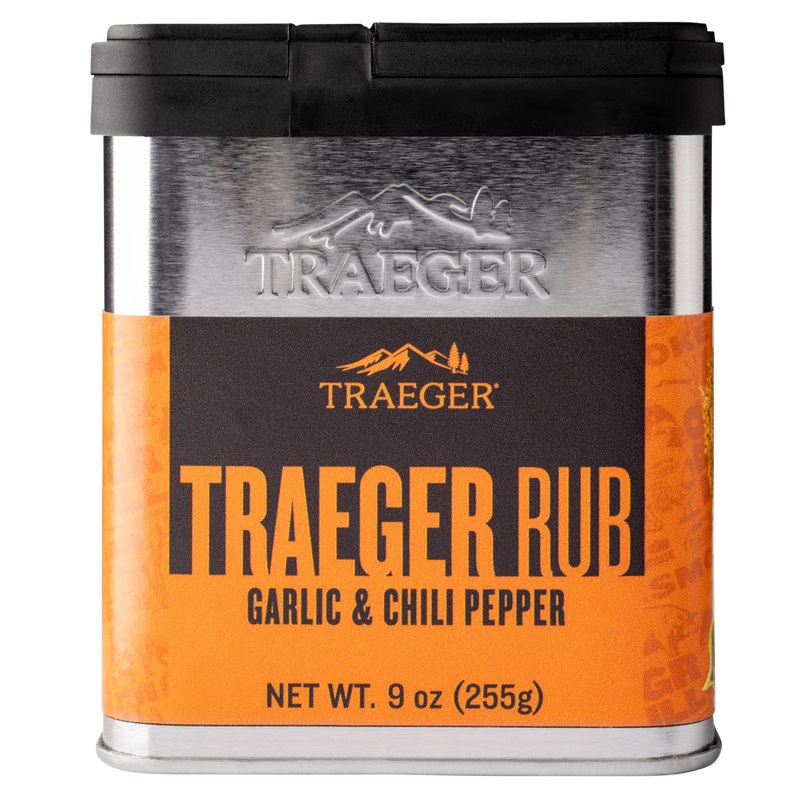 TRAEGER
TRAEGER®
TRAEGER RUB
GARLIC & CHILI PEPPER
NET WT. 9 oz (255g)